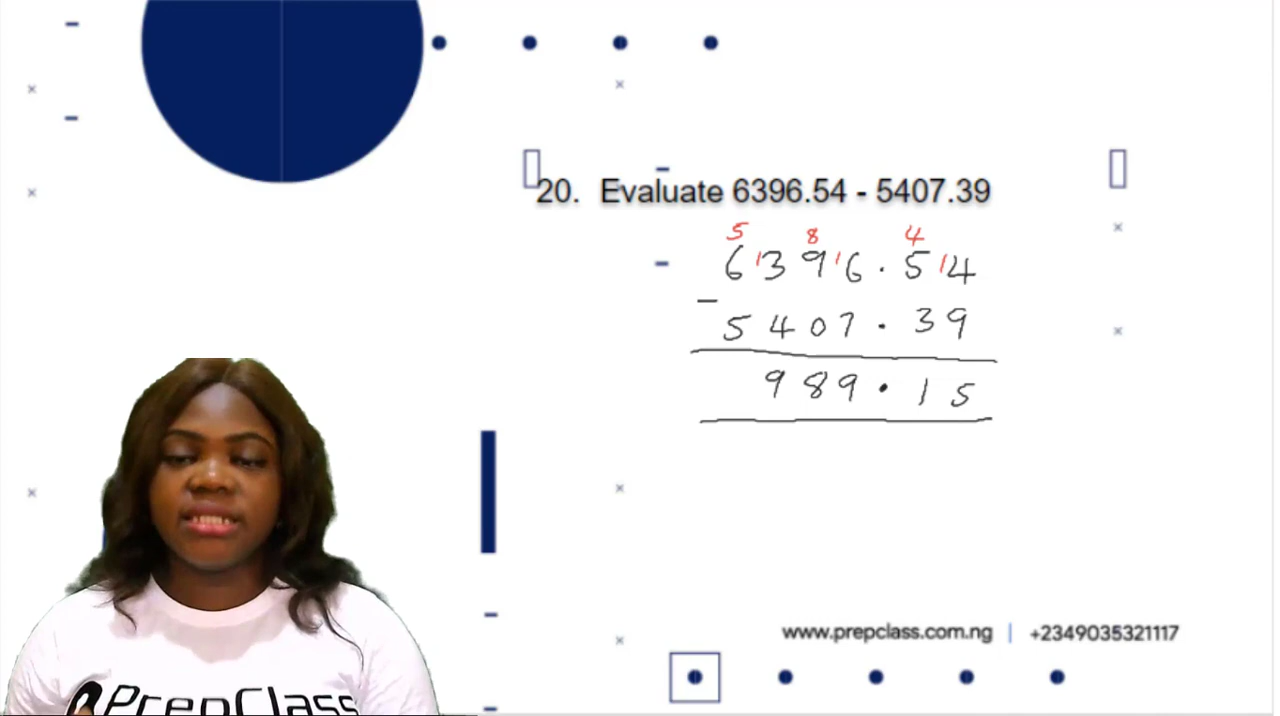 20. Evaluate 6396.54 - 5407.39
5 8 4
6 13 9 16 . 5 14
- 5 4 0 7 . 3 9
9 8 9 . 1 5
www.prepclass.com.ng | +2349035321117
PrepClass